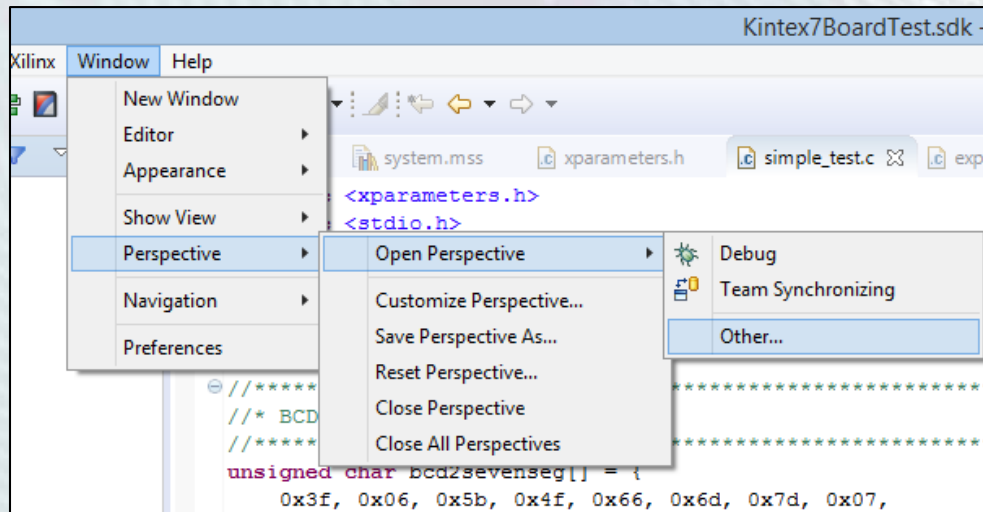 Kintex7BoardTest.sdk -
Xilinx Window Help
New Window
Editor
Appearance
Show View
Perspective
Navigation
Preferences
system.mss xparameters.h simple_test.c exp
<xparameters.h>
<stdio.h>
Open Perspective
Customize Perspective...
Save Perspective As...
Reset Perspective...
Close Perspective
Close All Perspectives
Debug
Team Synchronizing
Other...
//*****
*****************************
//* BCD
//*****
*****************************
unsigned char bcd2sevenseg[] = {
0x3f, 0x06, 0x5b, 0x4f, 0x66, 0x6d, 0x7d, 0x07,